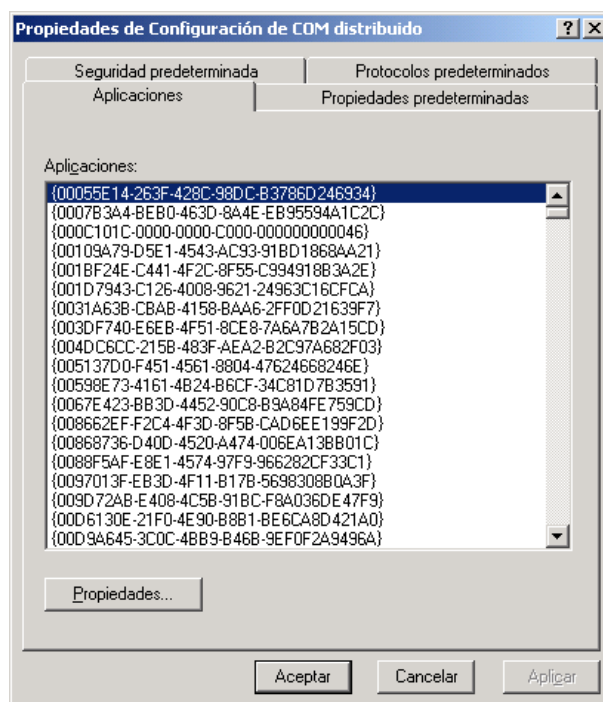 Propiedades de Configuración de COM distribuido
Seguridad predeterminada
Protocolos predeterminados
Aplicaciones
Propiedades predeterminadas
Aplicaciones:
{00055E14-263F-428C-98DC-B3786D246934}
{0007B3A4-BEB0-463D-8A4E-EB95594A1C2C}
{000C101C-0000-0000-C000-000000000046}
{00109A79-D5E1-4543-AC93-91BD1868AA21}
{001BF24E-C441-4F2C-8F55-C994918B3A2E}
{001D7943-C126-4008-9621-24963C16CFCA}
{0031A63B-CBAB-4158-BAA6-2FF0D21639F7}
{003DF740-E6EB-4F51-8CE8-7A6A7B2A15CD}
{004DC6CC-215B-483F-AEA2-B2C97A682F03}
{005137D0-F451-4561-8804-47624668246E}
{00598E73-4161-4B24-B6CF-34C81D7B3591}
{0067E423-BB3D-4452-90C8-B9A84FE759CD}
{008662EF-F2C4-4F3D-8F5B-CAD6EE199F2D}
{00868736-D40D-4520-A474-006EA13BB01C}
{0088F5AF-E8E1-4574-97F9-966282CF33C1}
{0097013F-EB3D-4F11-B17B-5698308B0A3F}
{009D72AB-E408-4C5B-91BC-F8A036DE47F9}
{00D6130E-21F0-4E90-B8B1-BE6CA8D421A0}
{00D9A645-3C0C-4BB9-B46B-9EF0F2A9496A}
Propiedades...
Aceptar
Cancelar
Aplicar